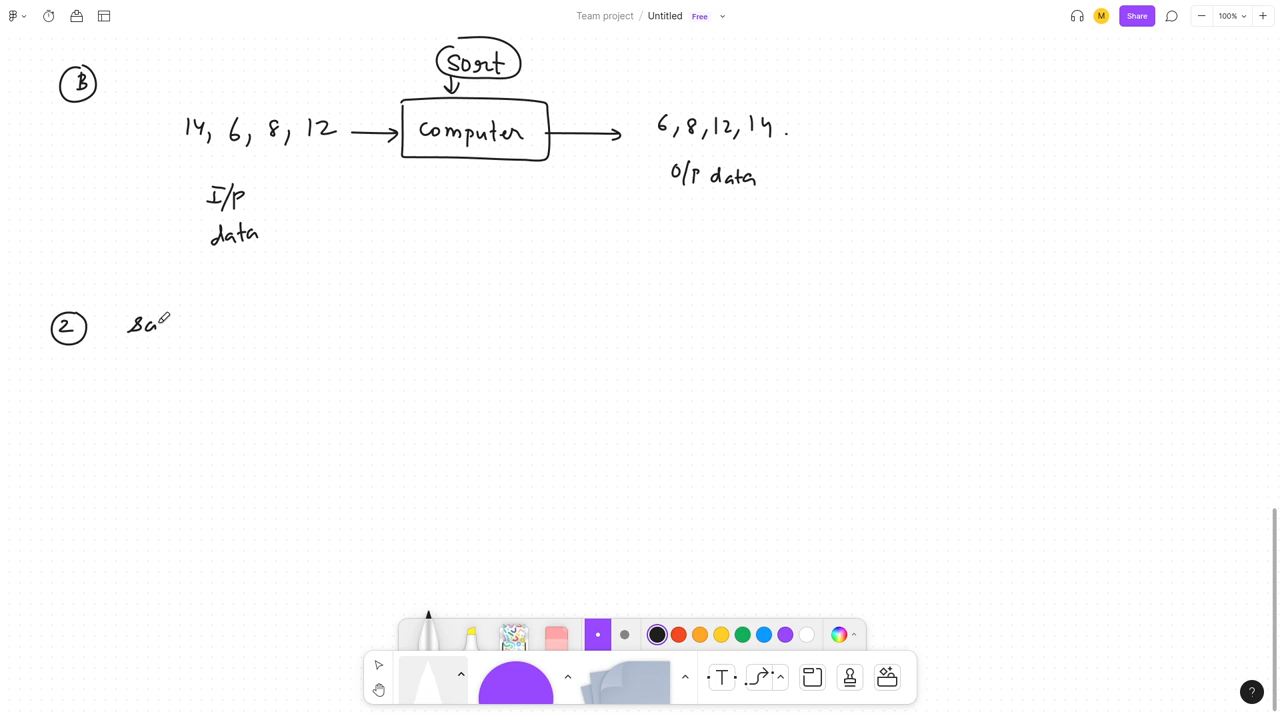 Team project / Untitled Free
M
Share
100%
sort
B
14, 6, 8, 12
computer
6, 8, 12, 14.
O/P data
I/P
data
2 sa
T
?